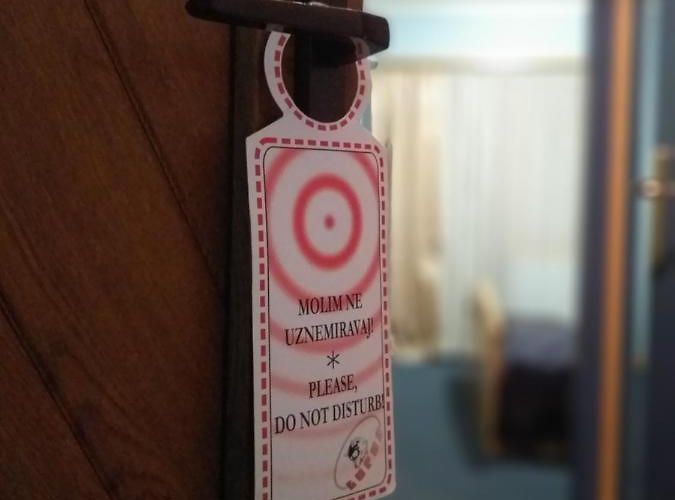 MOLIM NE
UZNEMIRAVAJ!
*
PLEASE,
DO NOT DISTURB!